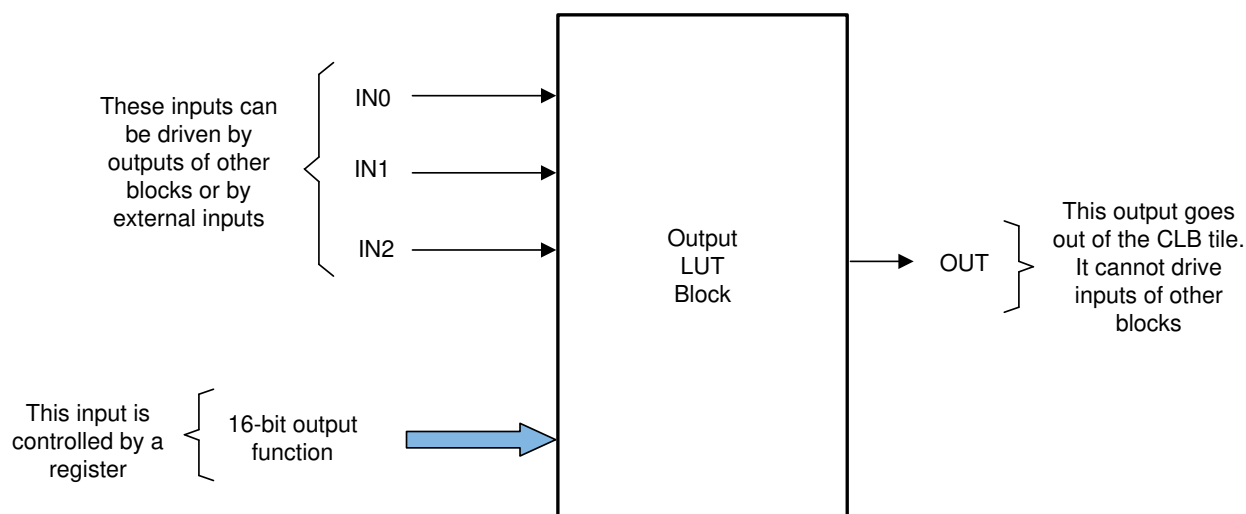 These inputs can
be driven by
outputs of other
blocks or by
external inputs
IN0
IN1
IN2
Output
LUT
Block
OUT
This output goes
out of the CLB tile.
It cannot drive
inputs of other
blocks
This input is
controlled by a
register
16-bit output
function